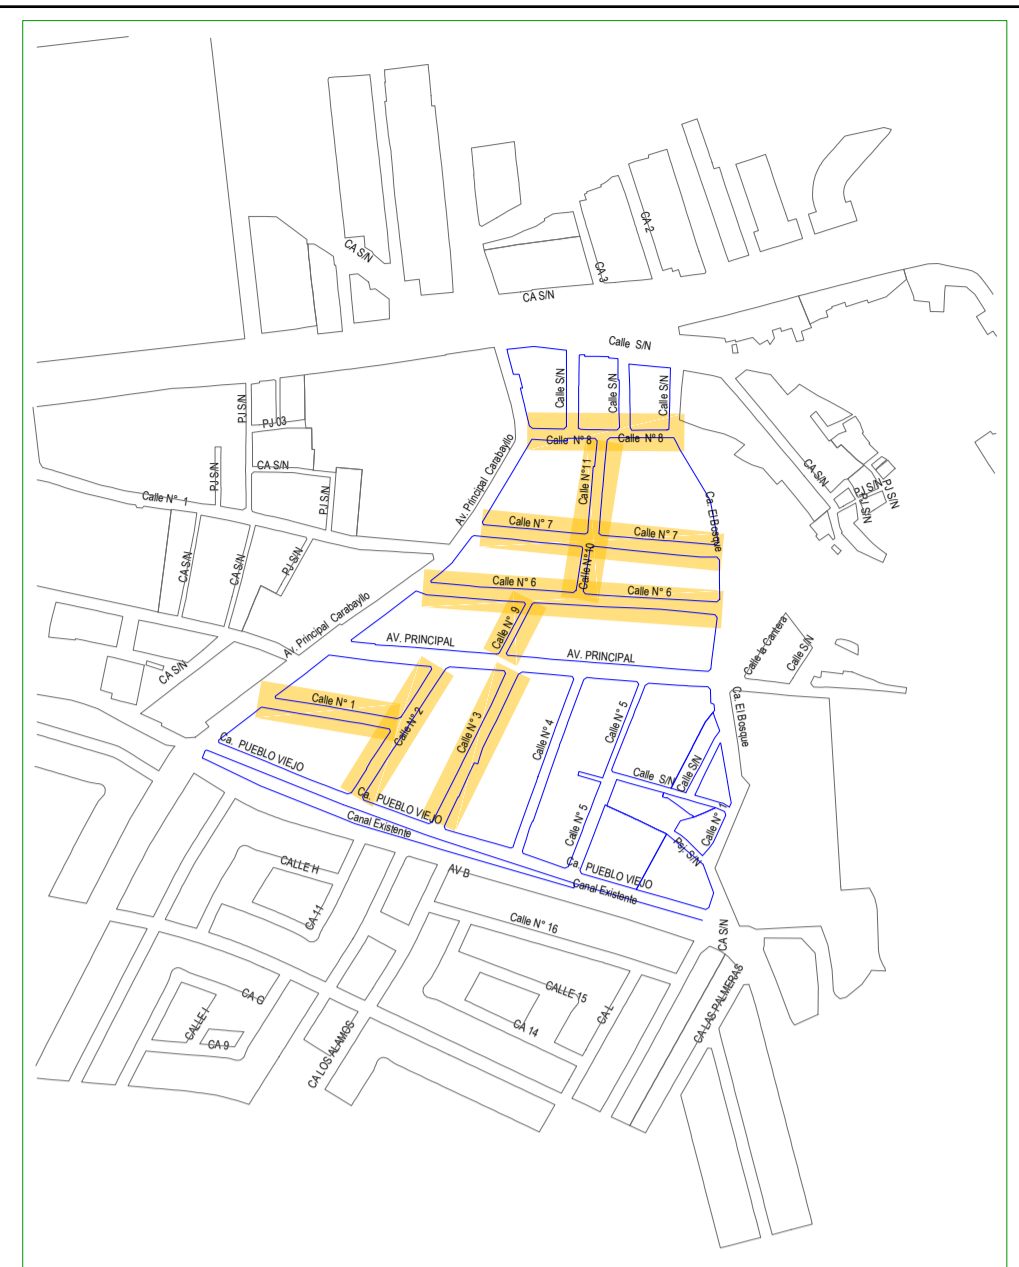 CA S/N
CA-2
CA-3
CA S/N
Calle S/N
Calle S/N
Calle S/N
Calle S/N
PJ S/N
PJ 03
Av. Principal Carabayllo
Calle N° 8
Calle N° 8
CA S/N
PJ S/N
Calle N°11
CA S/N
Calle N° 1
PJ S/N
PJ S/N
PJ S/N
PJ S/N
Ca. El Bosque
Calle N° 7
Calle N° 7
CA S/N
CA S/N
PJ S/N
Calle N°10
Calle N° 6
Calle N° 6
Av. Principal Carabayllo
Calle N° 9
AV. PRINCIPAL
AV. PRINCIPAL
Calle la Cantera
Calle S/N
CA S/N
Calle N° 1
Calle N° 2
Calle N° 3
Calle N° 4
Calle N° 5
Ca. El Bosque
Ca. PUEBLO VIEJO
Calle S/N
Calle S/N
Ca. PUEBLO VIEJO
Canal Existente
Calle N° 5
Calle N° 1
Psj. S/N
CALLE H
AV-B
Ca. PUEBLO VIEJO
Canal Existente
CA-11
Calle N° 16
CA S/N
CA-G
CALLE 15
CALLE I
CA-L
CA LAS PALMERAS
CA 9
CA LOS ALAMOS
CA 14